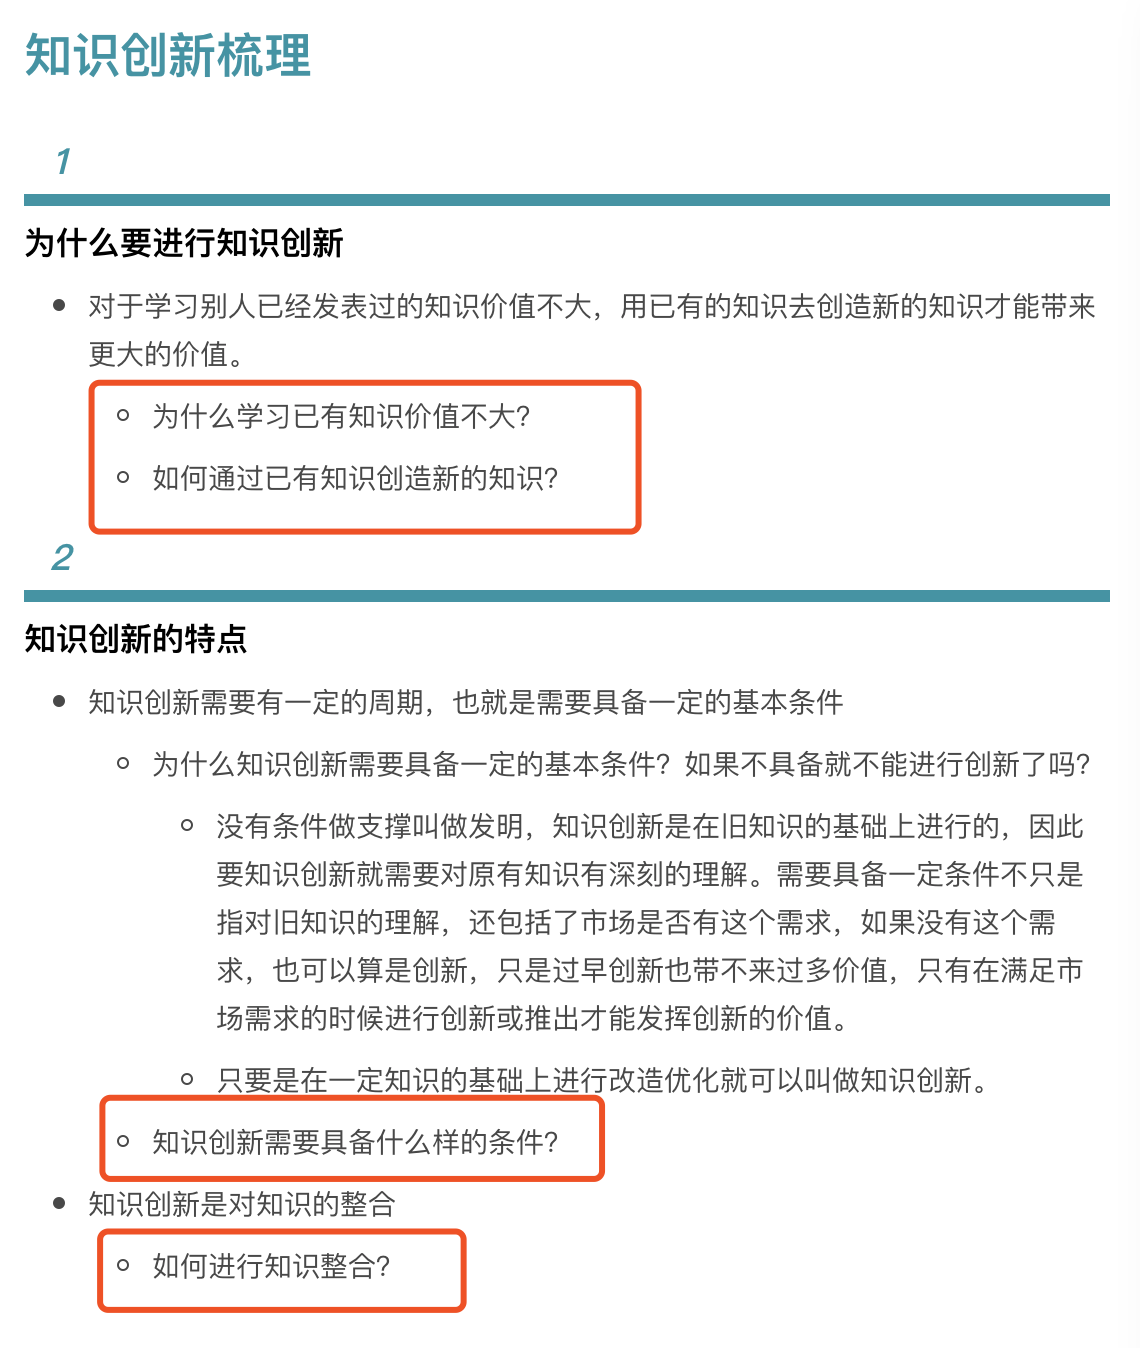 知识创新梳理
1
为什么要进行知识创新
对于学习别人已经发表过的知识价值不大，用已有的知识去创造新的知识才能带来
更大的价值。
为什么学习已有知识价值不大？
如何通过已有知识创造新的知识？
2
知识创新的特点
知识创新需要有一定的周期，也就是需要具备一定的基本条件
为什么知识创新需要具备一定的基本条件？如果不具备就不能进行创新了吗？
没有条件做支撑叫做发明，知识创新是在旧知识的基础上进行的，因此
要知识创新就需要对原有知识有深刻的理解。需要具备一定条件不只是
指对旧知识的理解，还包括了市场是否有这个需求，如果没有这个需
求，也可以算是创新，只是过早创新也带不来过多价值，只有在满足市
场需求的时候进行创新或推出才能发挥创新的价值。
只要是在一定知识的基础上进行改造优化就可以叫做知识创新。
知识创新需要具备什么样的条件？
知识创新是对知识的整合
如何进行知识整合？